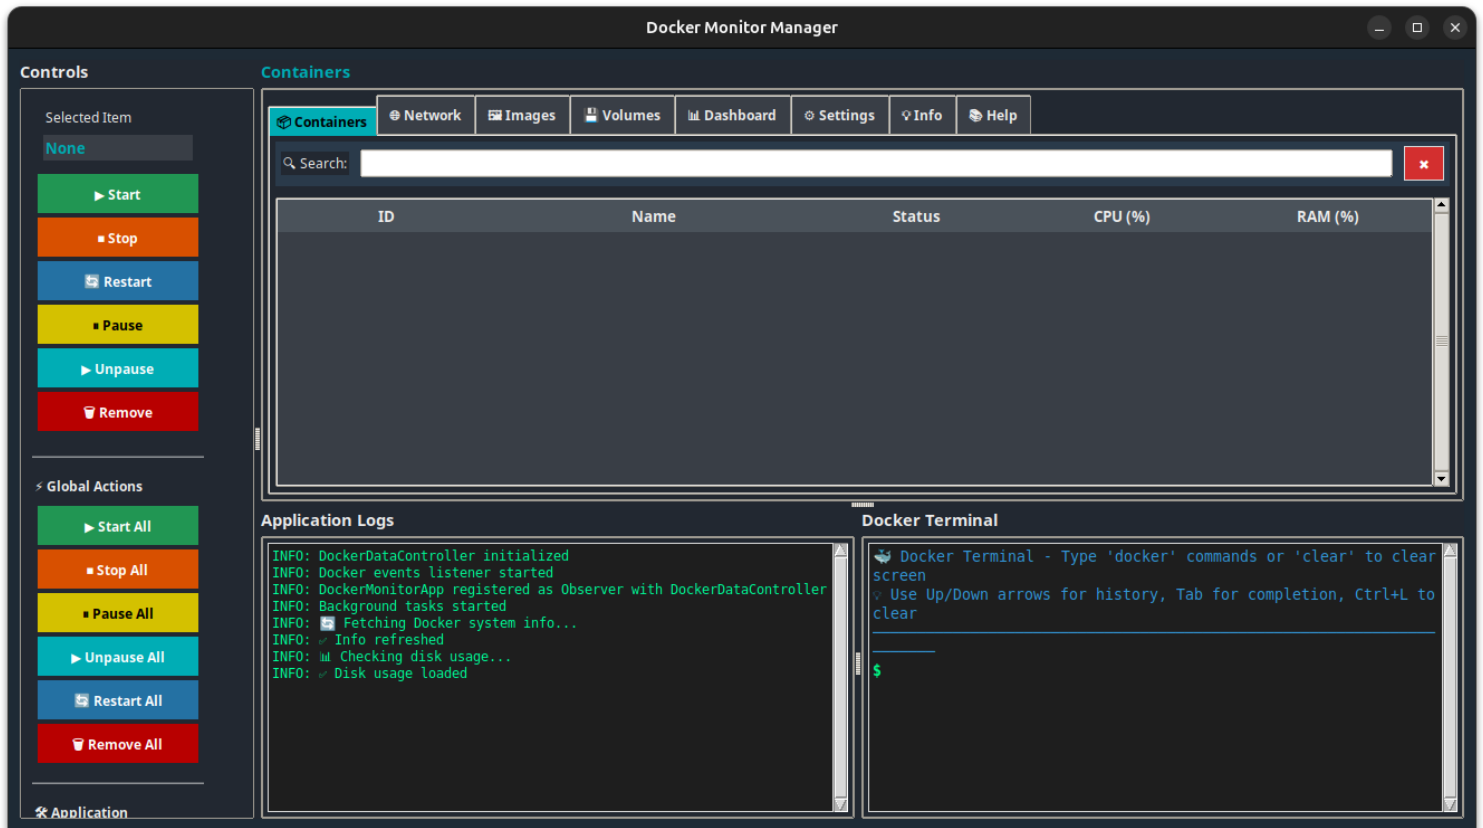 Docker Monitor Manager
Controls
Selected Item
None
▶ Start
■ Stop
🔄 Restart
⏸ Pause
▶ Unpause
🗑 Remove
⚡ Global Actions
▶ Start All
■ Stop All
⏸ Pause All
▶ Unpause All
🔄 Restart All
🗑 Remove All
🛠 Application
Containers
📦 Containers 🌐 Network 🖼 Images 💾 Volumes 📊 Dashboard ⚙ Settings 💡 Info 📚 Help
🔍 Search: ✖
ID Name Status CPU (%) RAM (%)
Application Logs
INFO: DockerDataController initialized
INFO: Docker events listener started
INFO: DockerMonitorApp registered as Observer with DockerDataController
INFO: Background tasks started
INFO: 🔄 Fetching Docker system info...
INFO: ✅ Info refreshed
INFO: 📊 Checking disk usage...
INFO: ✅ Disk usage loaded
Docker Terminal
🐳 Docker Terminal - Type 'docker' commands or 'clear' to clear
screen
💡 Use Up/Down arrows for history, Tab for completion, Ctrl+L to
clear
$